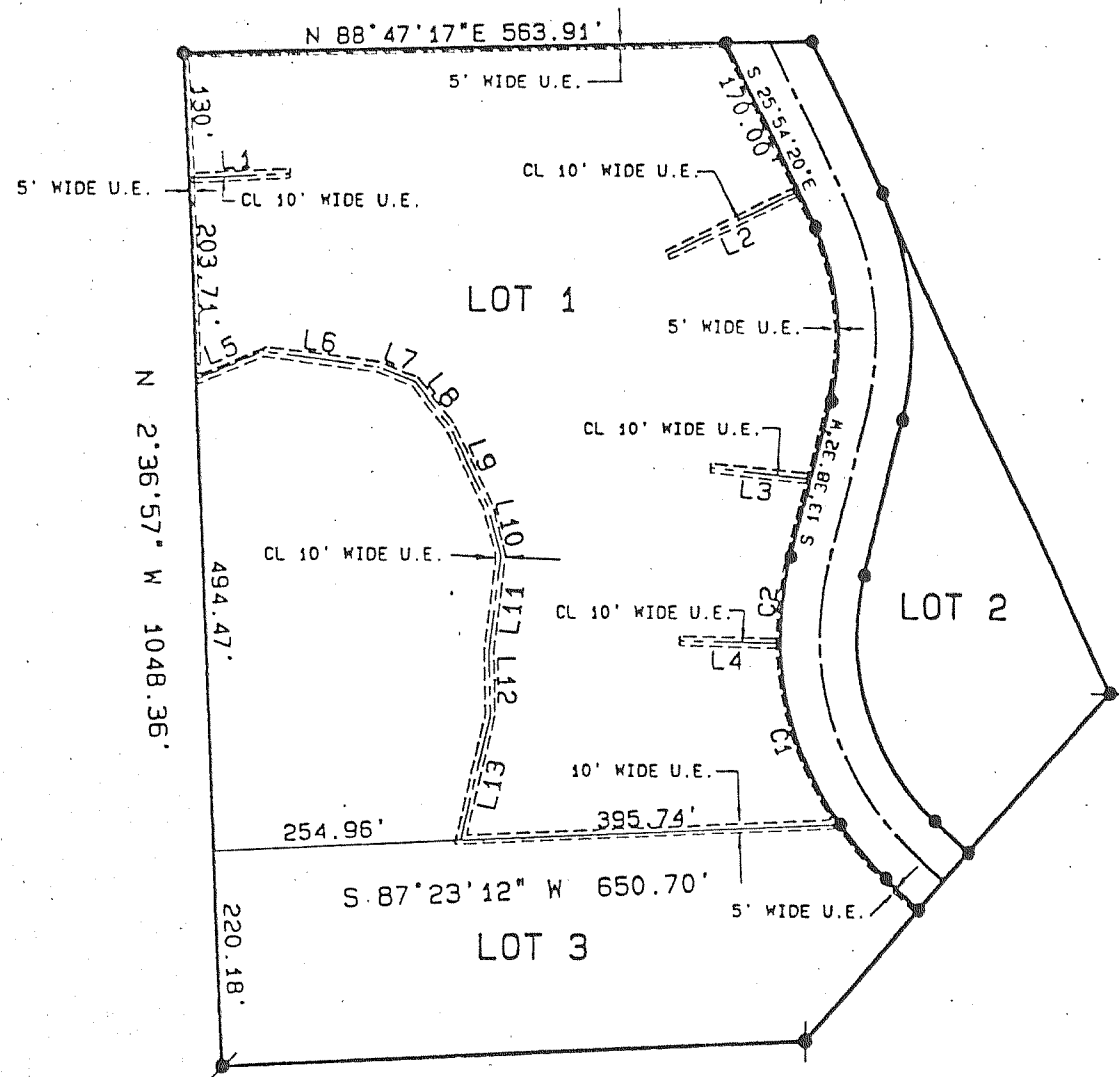 N 88°47'17"E 563.91'
5' WIDE U.E.
S 25°54'20"E
170.00'
130'
L1
5' WIDE U.E.
CL 10' WIDE U.E.
CL 10' WIDE U.E.
L2
203.71'
LOT 1
5' WIDE U.E.
L5
L6
L7
L8
L9
L10
CL 10' WIDE U.E.
L3
S 13°38'32"W
N 2°36'57" W 1048.36'
CL 10' WIDE U.E.
494.47'
L11
C2
CL 10' WIDE U.E.
L4
LOT 2
L12
C1
L13
10' WIDE U.E.
395.74'
254.96'
S 87°23'12" W 650.70'
5' WIDE U.E.
220.18'
LOT 3